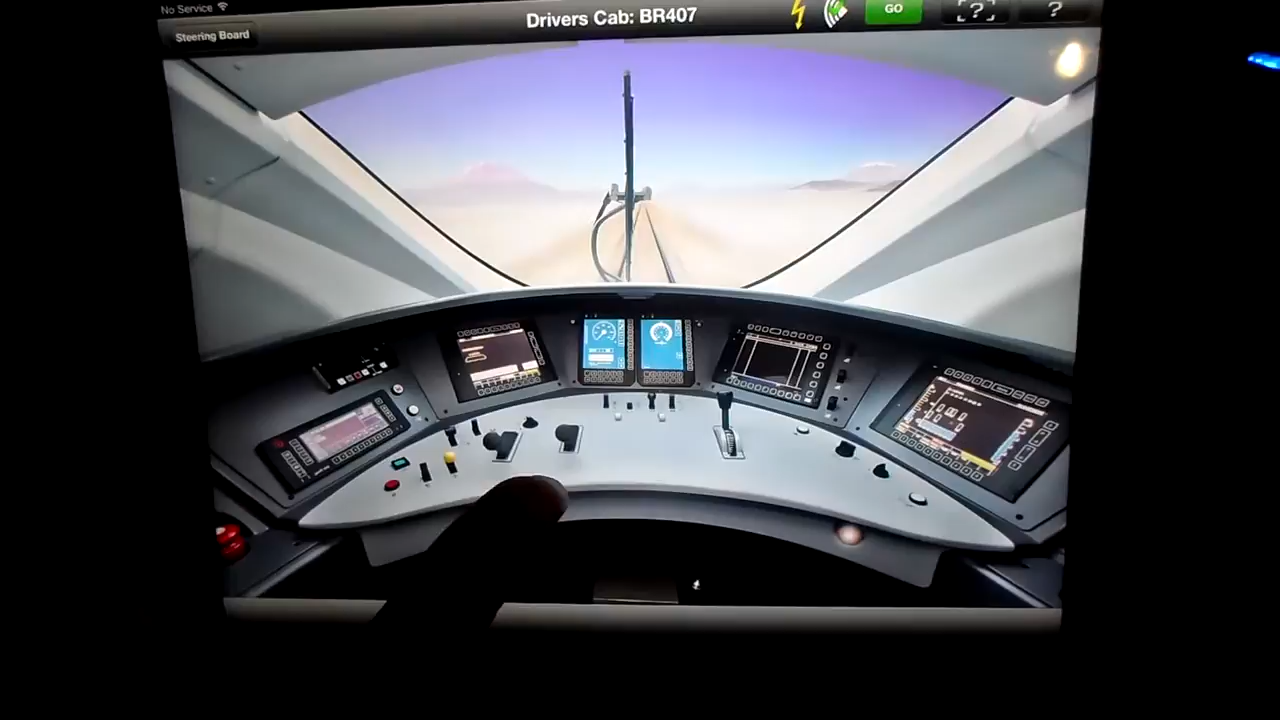 No Service
Steering Board
Drivers Cab: BR407
GO
?
?